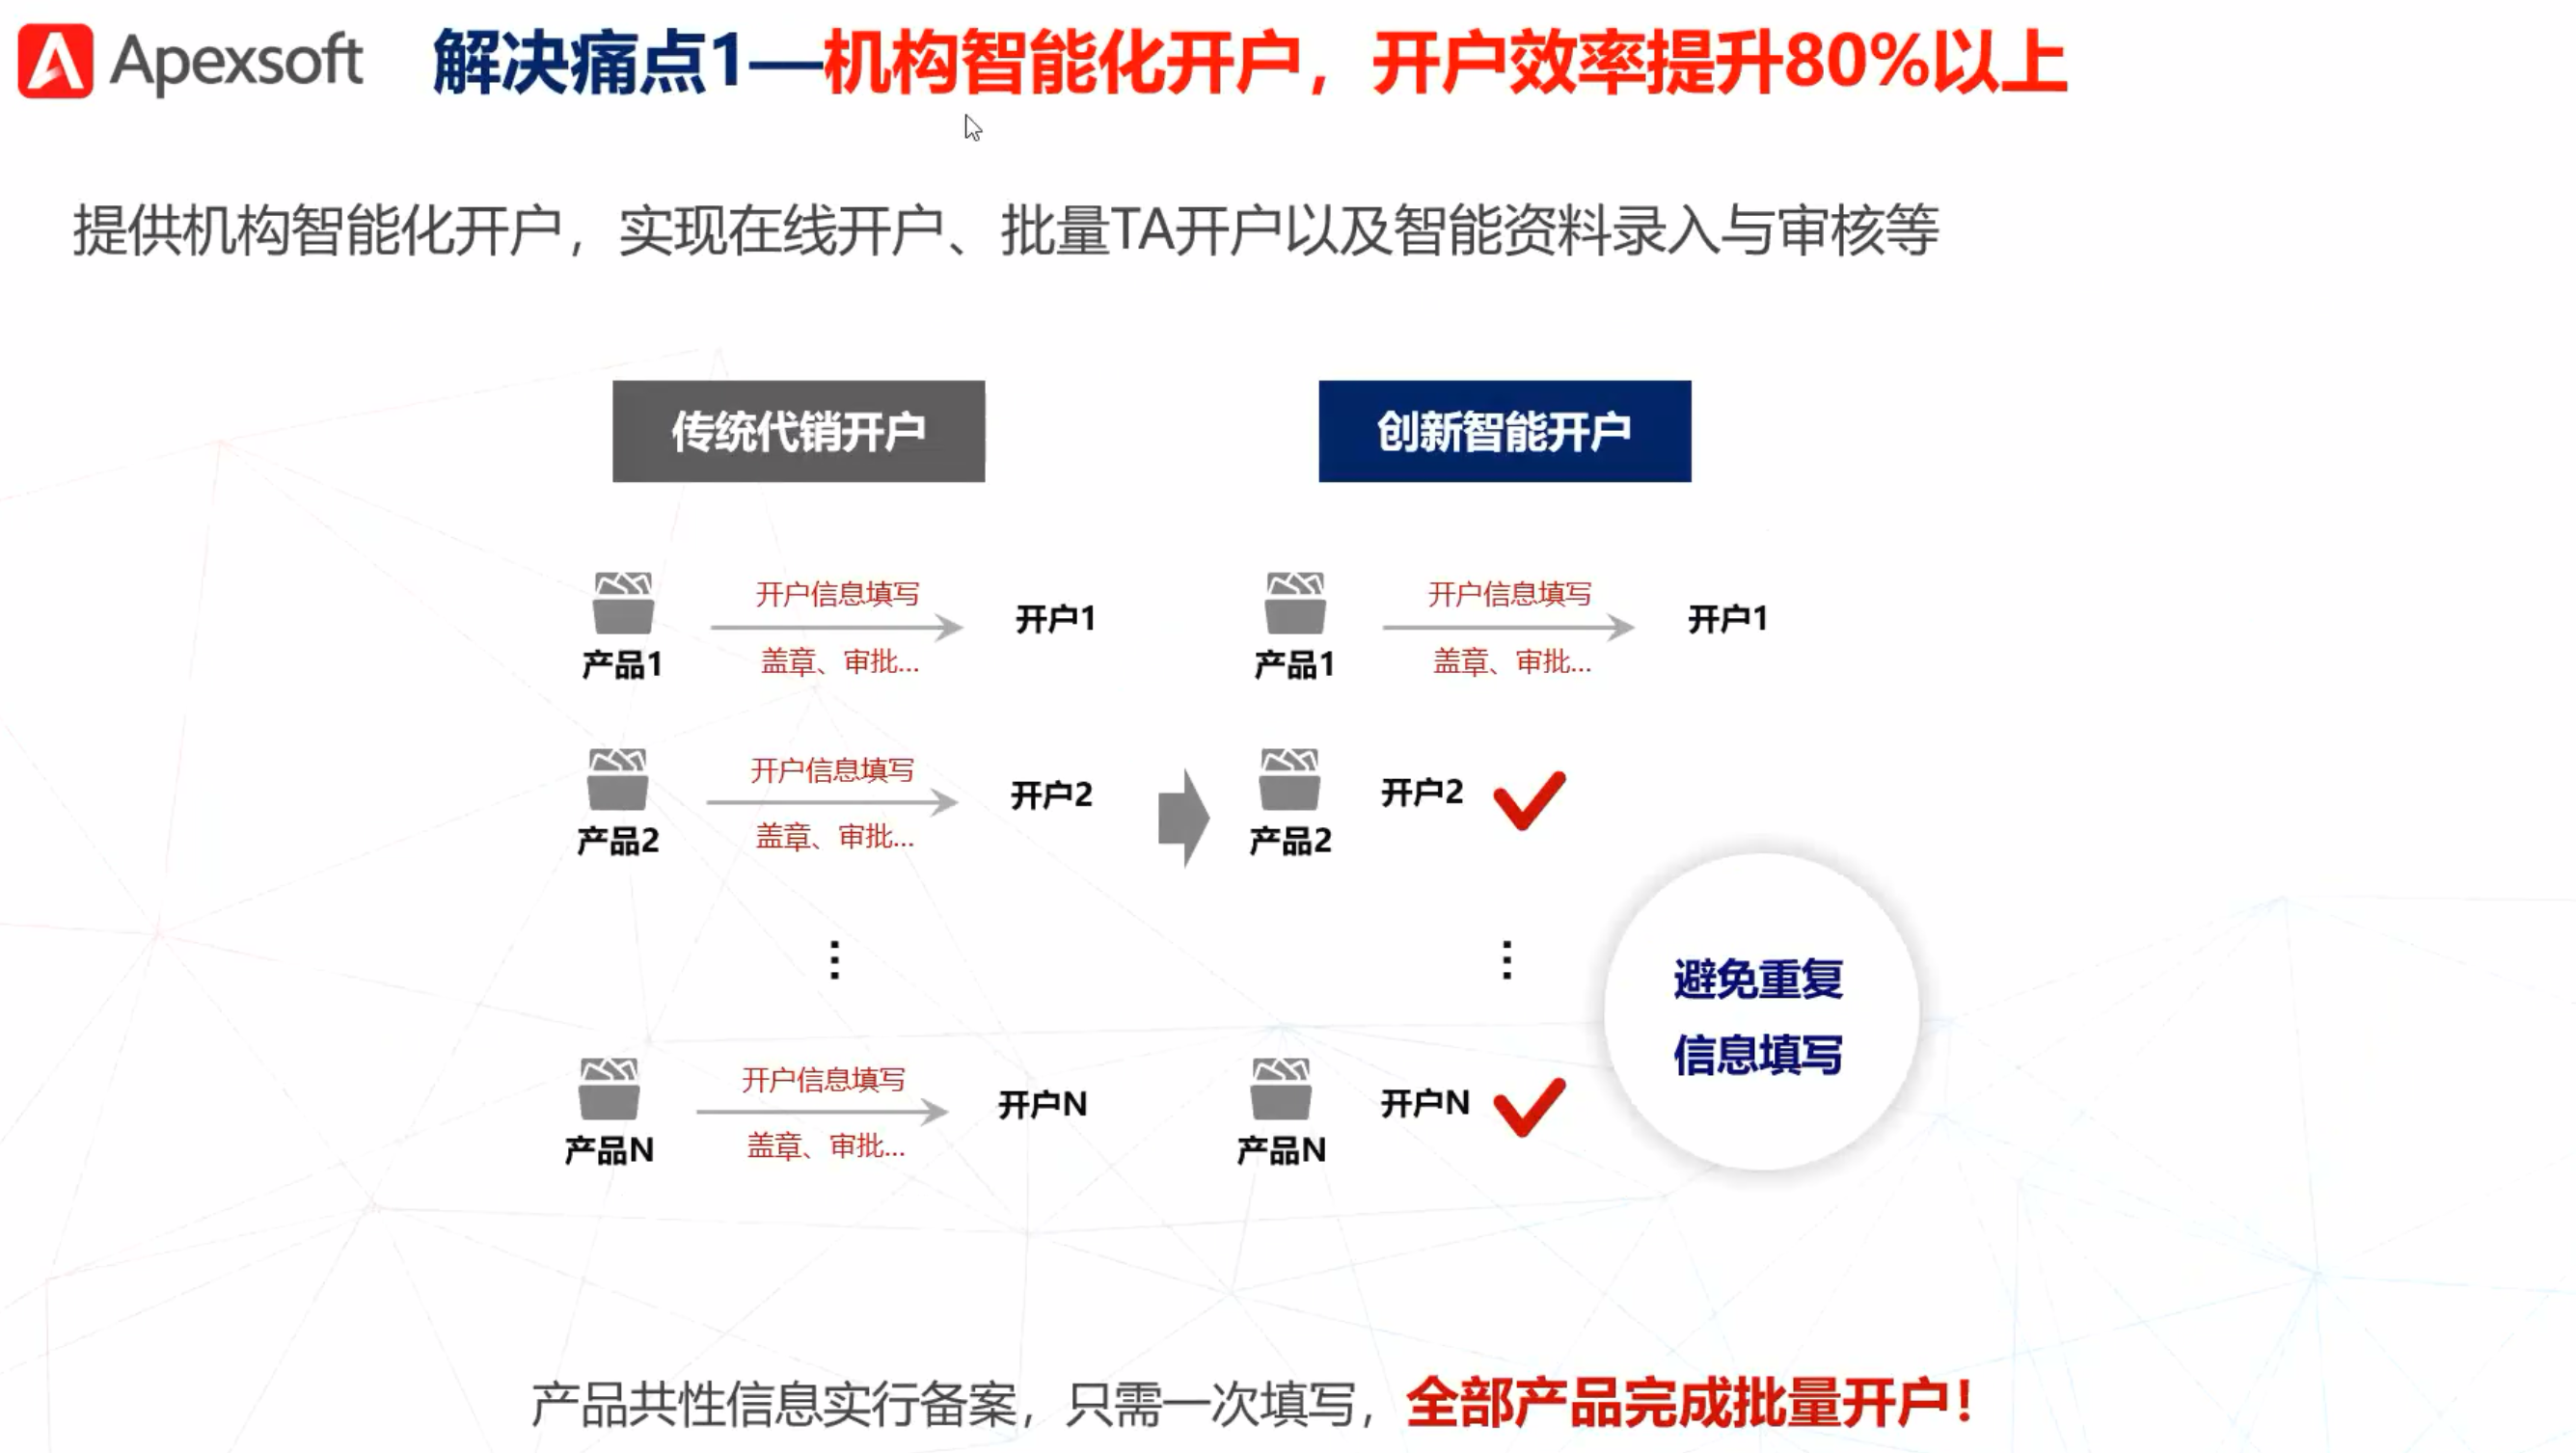 Apexsoft
解决痛点1—机构智能化开户，开户效率提升80%以上
提供机构智能化开户，实现在线开户、批量TA开户以及智能资料录入与审核等
传统代销开户
产品1
开户信息填写
盖章、审批...
开户1
产品2
开户信息填写
盖章、审批...
开户2
⋮
产品N
开户信息填写
盖章、审批...
开户N
创新智能开户
产品1
开户信息填写
盖章、审批...
开户1
产品2
开户2
⋮
产品N
开户N
避免重复
信息填写
产品共性信息实行备案，只需一次填写，全部产品完成批量开户！